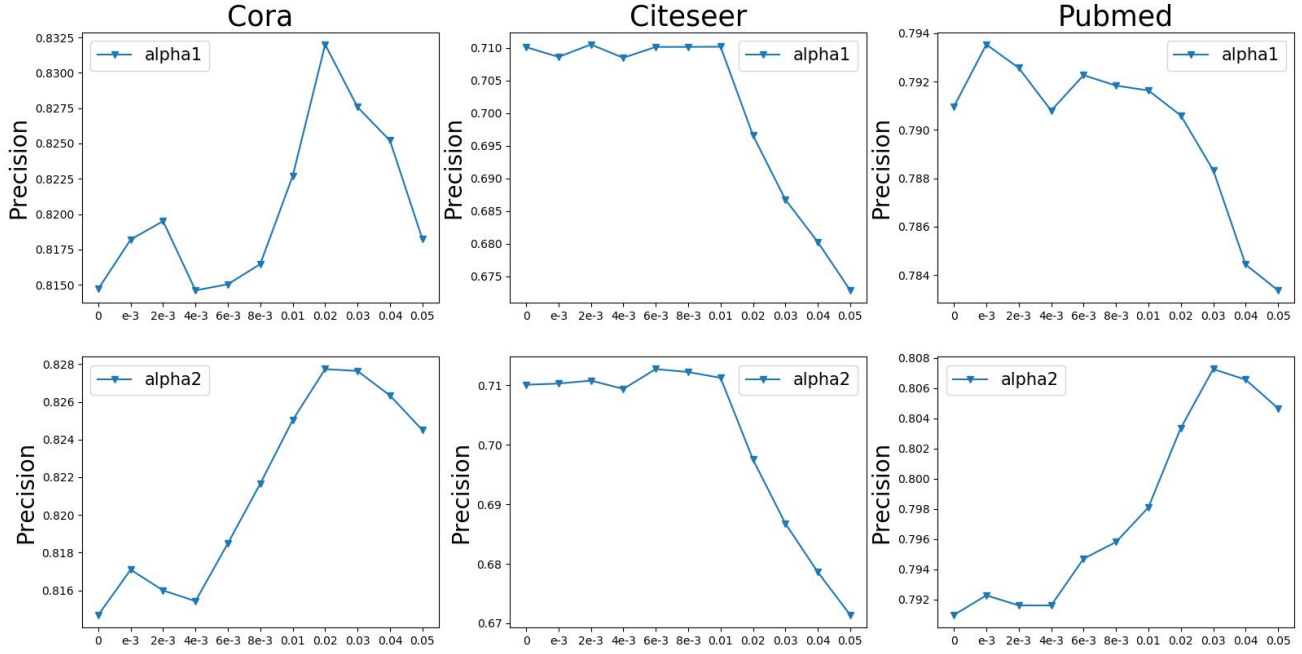 Cora
Citeseer
Pubmed
Precision
0.8325
0.8300
0.8275
0.8250
0.8225
0.8200
0.8175
0.8150
alpha1
0 e-3 2e-3 4e-3 6e-3 8e-3 0.01 0.02 0.03 0.04 0.05
Precision
0.710
0.705
0.700
0.695
0.690
0.685
0.680
0.675
alpha1
0 e-3 2e-3 4e-3 6e-3 8e-3 0.01 0.02 0.03 0.04 0.05
Precision
0.794
0.792
0.790
0.788
0.786
0.784
alpha1
0 e-3 2e-3 4e-3 6e-3 8e-3 0.01 0.02 0.03 0.04 0.05
Precision
0.828
0.826
0.824
0.822
0.820
0.818
0.816
alpha2
0 e-3 2e-3 4e-3 6e-3 8e-3 0.01 0.02 0.03 0.04 0.05
Precision
0.71
0.70
0.69
0.68
0.67
alpha2
0 e-3 2e-3 4e-3 6e-3 8e-3 0.01 0.02 0.03 0.04 0.05
Precision
0.808
0.806
0.804
0.802
0.800
0.798
0.796
0.794
0.792
alpha2
0 e-3 2e-3 4e-3 6e-3 8e-3 0.01 0.02 0.03 0.04 0.05